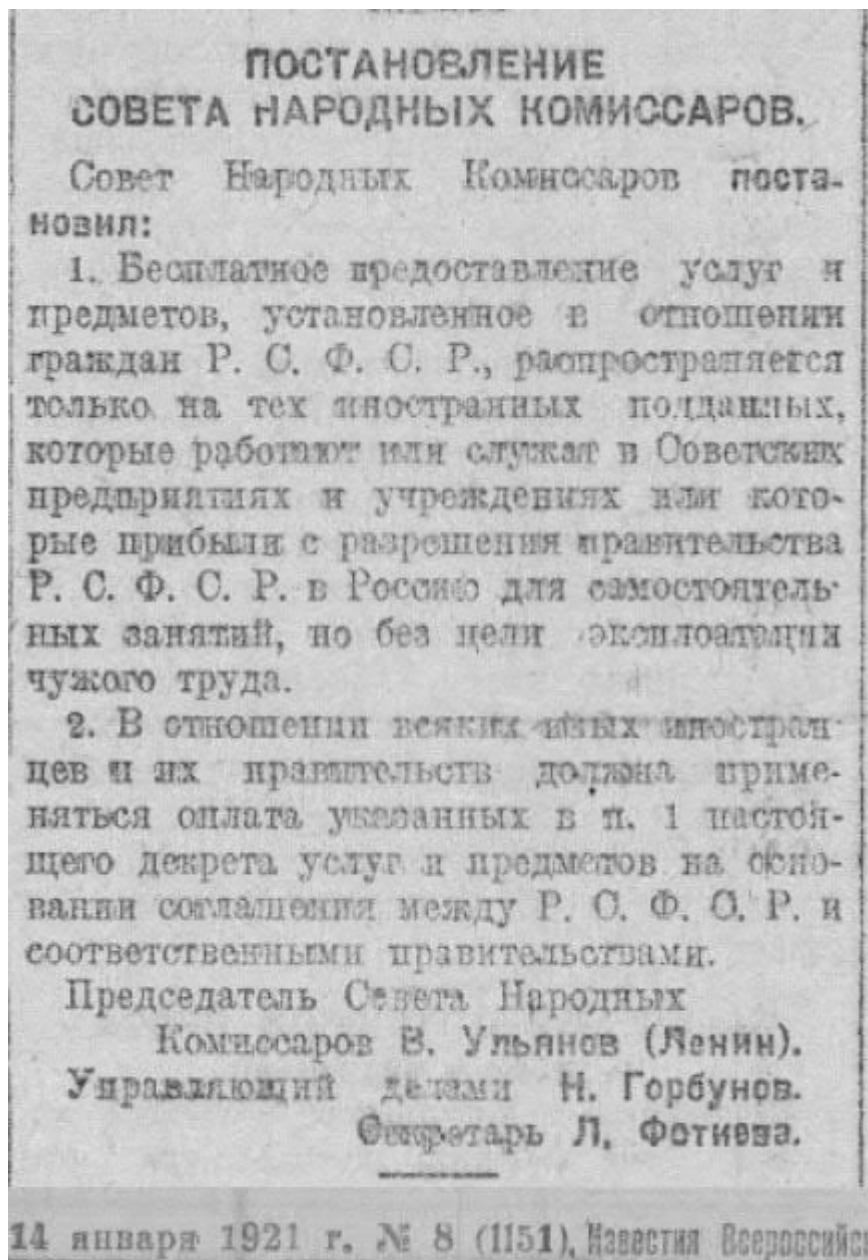 ПОСТАНОВЛЕНИЕ
СОВЕТА НАРОДНЫХ КОМИССАРОВ.
Совет Народных Комиссаров поста-
новил:
1. Бесплатное предоставление услуг и
предметов, установленное в отношении
граждан Р. С. Ф. С. Р., распространяется
только на тех иностранных подданных,
которые работают или служат в Советских
предприятиях и учреждениях или кото-
рые прибыли с разрешения правительства
Р. С. Ф. С. Р. в Россию для самостоятель-
ных занятий, но без цели эксплоатации
чужого труда.
2. В отношении всяких иных иностран-
цев и их правительств должна приме-
няться оплата указанных в п. 1 настоя-
щего декрета услуг и предметов на осно-
вании соглашения между Р. С. Ф. С. Р. и
соответственными правительствами.
Председатель Совета Народных
Комиссаров В. Ульянов (Ленин).
Управляющий делами Н. Горбунов.
Секретарь Л. Фотиева.
14 января 1921 г. № 8 (1151). Известия Всероссийс